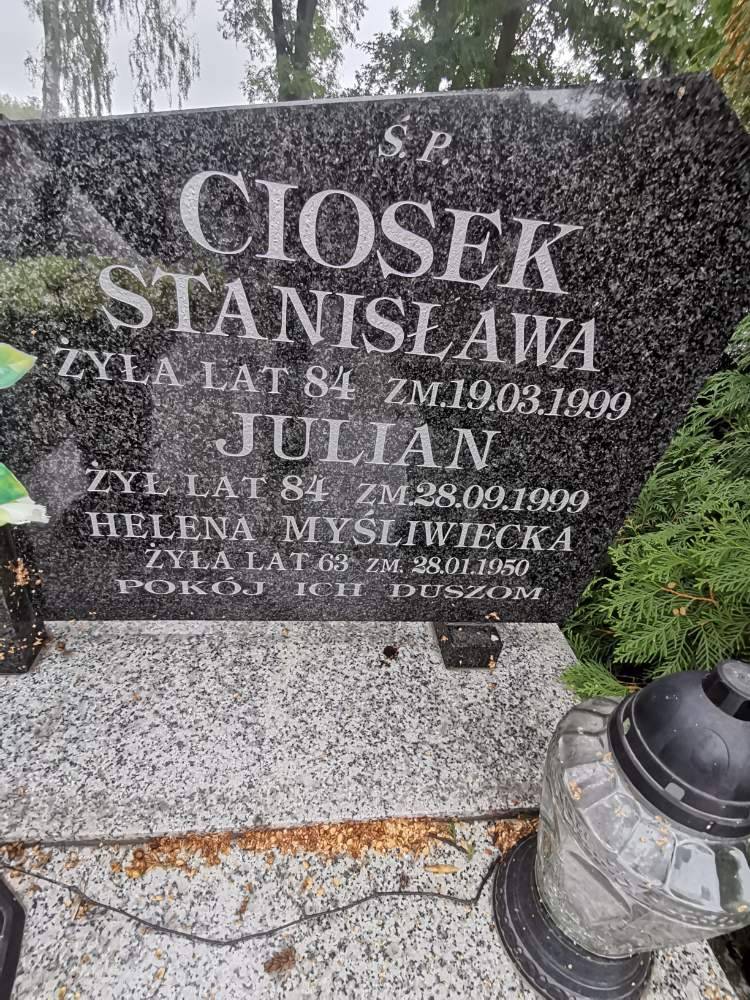 Ś.P.
CIOSEK
STANISŁAWA
ŻYŁA LAT 84 ZM.19.03.1999
JULIAN
ŻYŁ LAT 84 ZM.28.09.1999
HELENA MYŚLIWIECKA
ŻYŁA LAT 63 ZM. 28.01.1950
POKÓJ ICH DUSZOM